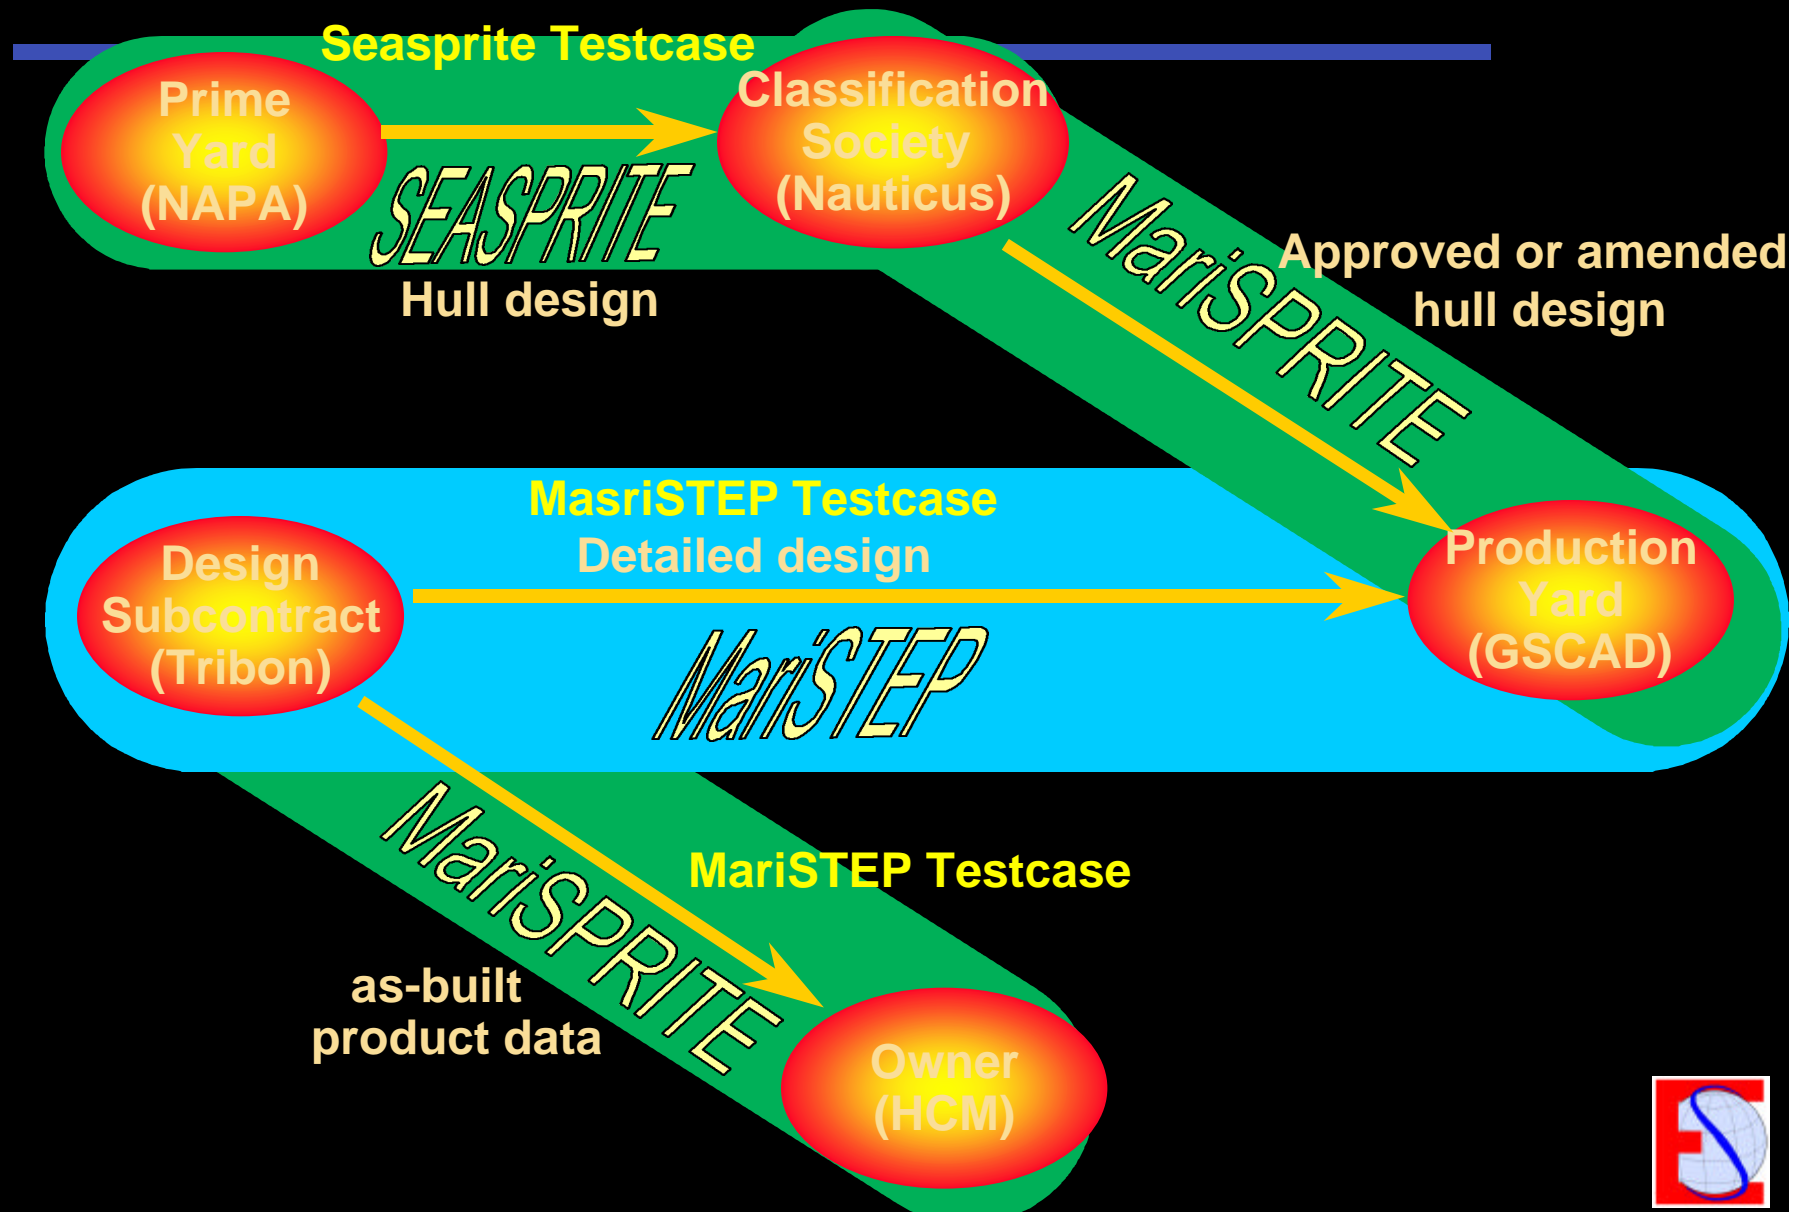 Seasprite Testcase
Prime
Yard
(NAPA)
Classification
Society
(Nauticus)
SEASPRITE
Hull design
MariSPRITE
Approved or amended
hull design
MasriSTEP Testcase
Detailed design
Design
Subcontract
(Tribon)
Production
Yard
(GSCAD)
MariSTEP
MariSPRITE
MariSTEP Testcase
as-built
product data
Owner
(HCM)
ES